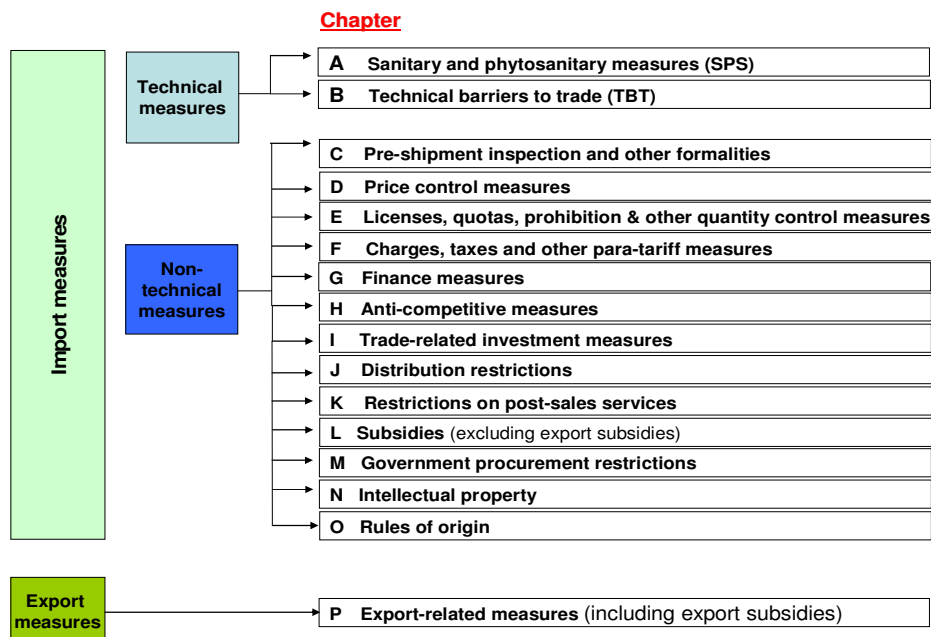 Chapter
Import measures
Technical
measures
A Sanitary and phytosanitary measures (SPS)
B Technical barriers to trade (TBT)
Non-
technical
measures
C Pre-shipment inspection and other formalities
D Price control measures
E Licenses, quotas, prohibition & other quantity control measures
F Charges, taxes and other para-tariff measures
G Finance measures
H Anti-competitive measures
I Trade-related investment measures
J Distribution restrictions
K Restrictions on post-sales services
L Subsidies (excluding export subsidies)
M Government procurement restrictions
N Intellectual property
O Rules of origin
Export
measures
P Export-related measures (including export subsidies)